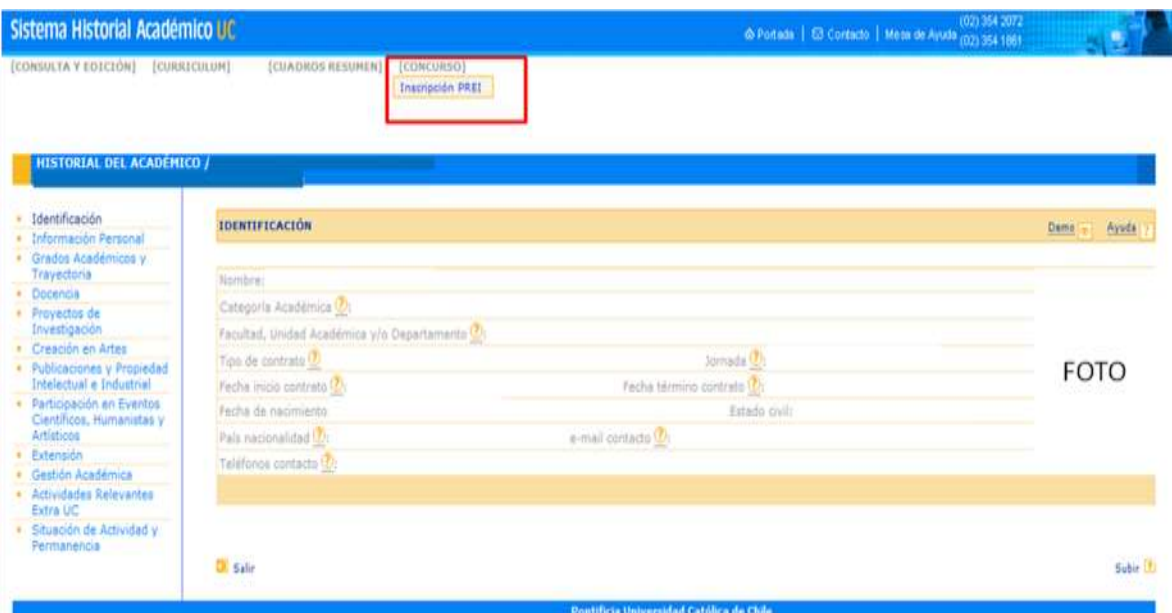 Sistema Historial Académico UC
Portada | Contacto | Mesa de Ayuda (02) 354 2072
(02) 354 1861
[CONSULTA Y EDICIÓN] [CURRICULUM] [CUADROS RESUMEN] [CONCURSO]
Inscripción PREI
HISTORIAL DEL ACADÉMICO /
Identificación
Información Personal
Grados Académicos y
Trayectoria
Docencia
Proyectos de
Investigación
Creación en Artes
Publicaciones y Propiedad
Intelectual e Industrial
Participación en Eventos
Científicos, Humanistas y
Artísticos
Extensión
Gestión Académica
Actividades Relevantes
Extra UC
Situación de Actividad y
Permanencia
IDENTIFICACIÓN
Demo Ayuda ?
Nombre:
Categoría Académica ?:
Facultad, Unidad Académica y/o Departamento ?:
Tipo de contrato ? Jornada ?:
Fecha inicio contrato ?: Fecha término contrato ?:
Fecha de nacimiento Estado civil:
País nacionalidad ?: e-mail contacto ?:
Teléfonos contacto ?:
FOTO
Salir Subir
Pontificia Universidad Católica de Chile